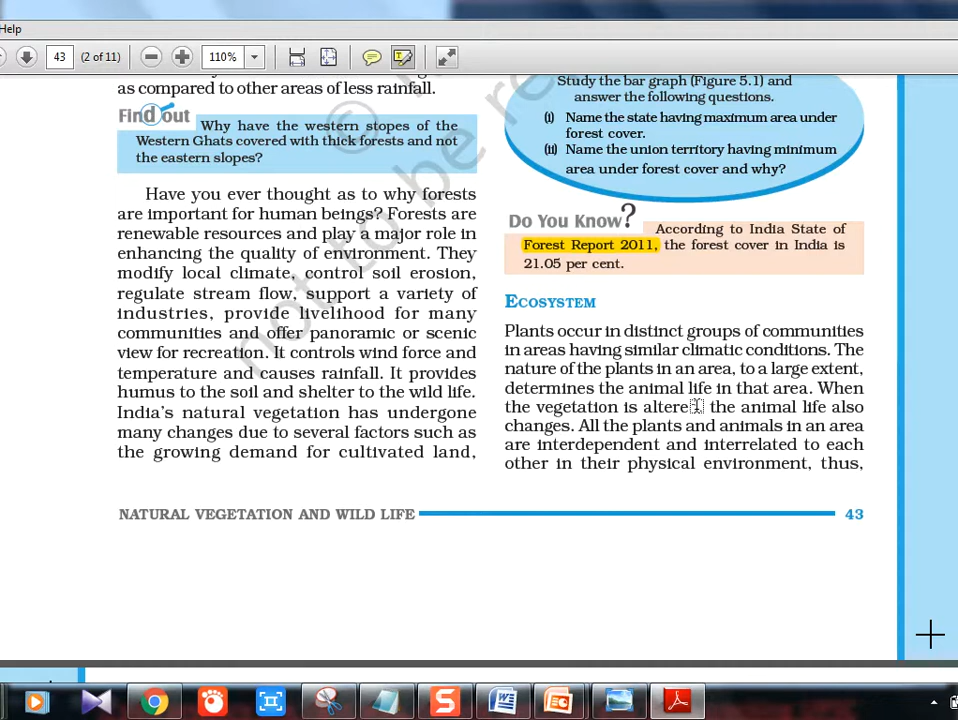 Help
43
(2 of 11)
110%
as compared to other areas of less rainfall.
Find out
Why have the western stopes of the
Western Ghats covered with thick forests and not
the eastern slopes?
Have you ever thought as to why forests
are important for human beings? Forests are
renewable resources and play a major role in
enhancing the quality of environment. They
modify local climate, control soil erosion,
regulate stream flow, support a variety of
industries, provide livelihood for many
communities and offer panoramic or scenic
view for recreation. It controls wind force and
temperature and causes rainfall. It provides
humus to the soil and shelter to the wild life.
India's natural vegetation has undergone
many changes due to several factors such as
the growing demand for cultivated land,
Study the bar graph (Figure 5.1) and
answer the following questions.
(i) Name the state having maximum area under
forest cover.
(ii) Name the union territory having minimum
area under forest cover and why?
Do You Know?
According to India State of
Forest Report 2011, the forest cover in India is
21.05 per cent.
ECOSYSTEM
Plants occur in distinct groups of communities
in areas having similar climatic conditions. The
nature of the plants in an area, to a large extent,
determines the animal life in that area. When
the vegetation is altere the animal life also
changes. All the plants and animals in an area
are interdependent and interrelated to each
other in their physical environment, thus,
NATURAL VEGETATION AND WILD LIFE
43
not to be re
©